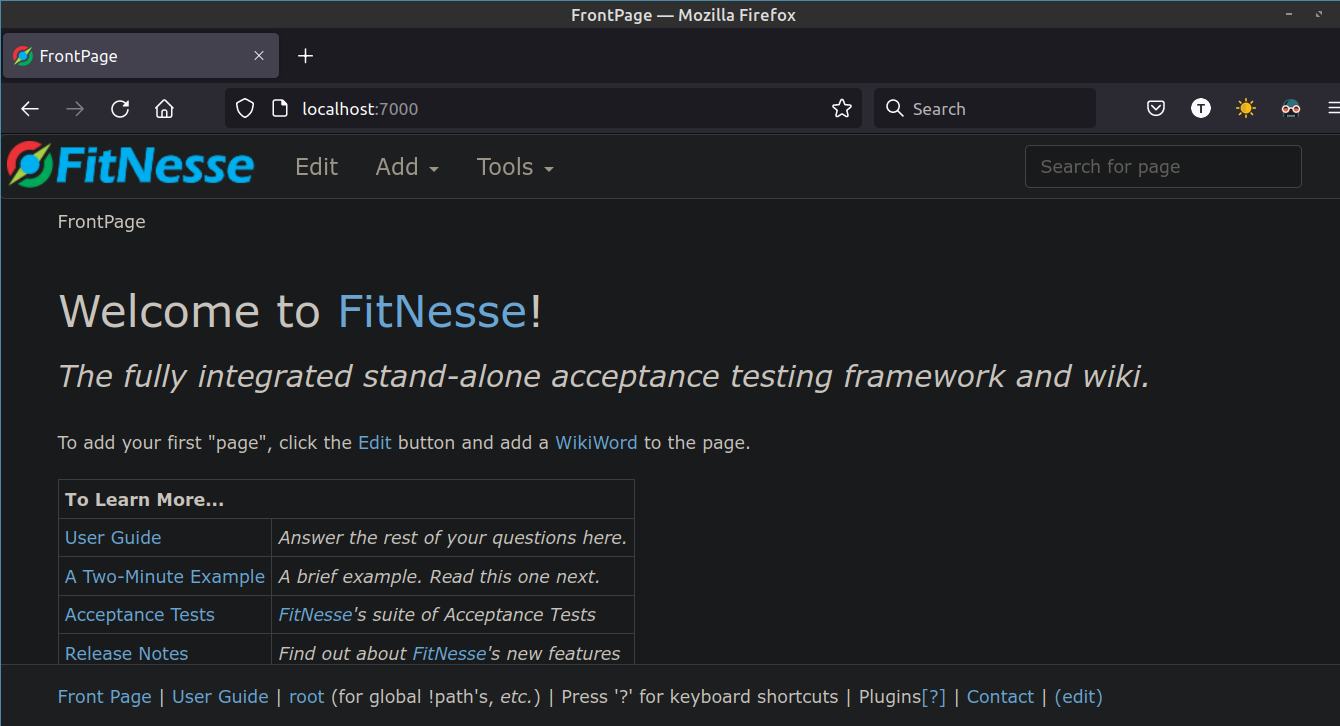 FrontPage — Mozilla Firefox
FrontPage
localhost:7000
Search
T
FitNesse Edit Add Tools
Search for page
FrontPage
Welcome to FitNesse!
The fully integrated stand-alone acceptance testing framework and wiki.
To add your first "page", click the Edit button and add a WikiWord to the page.
To Learn More...
User Guide Answer the rest of your questions here.
A Two-Minute Example A brief example. Read this one next.
Acceptance Tests FitNesse's suite of Acceptance Tests
Release Notes Find out about FitNesse's new features
Front Page | User Guide | root (for global !path's, etc.) | Press '?' for keyboard shortcuts | Plugins[?] | Contact | (edit)